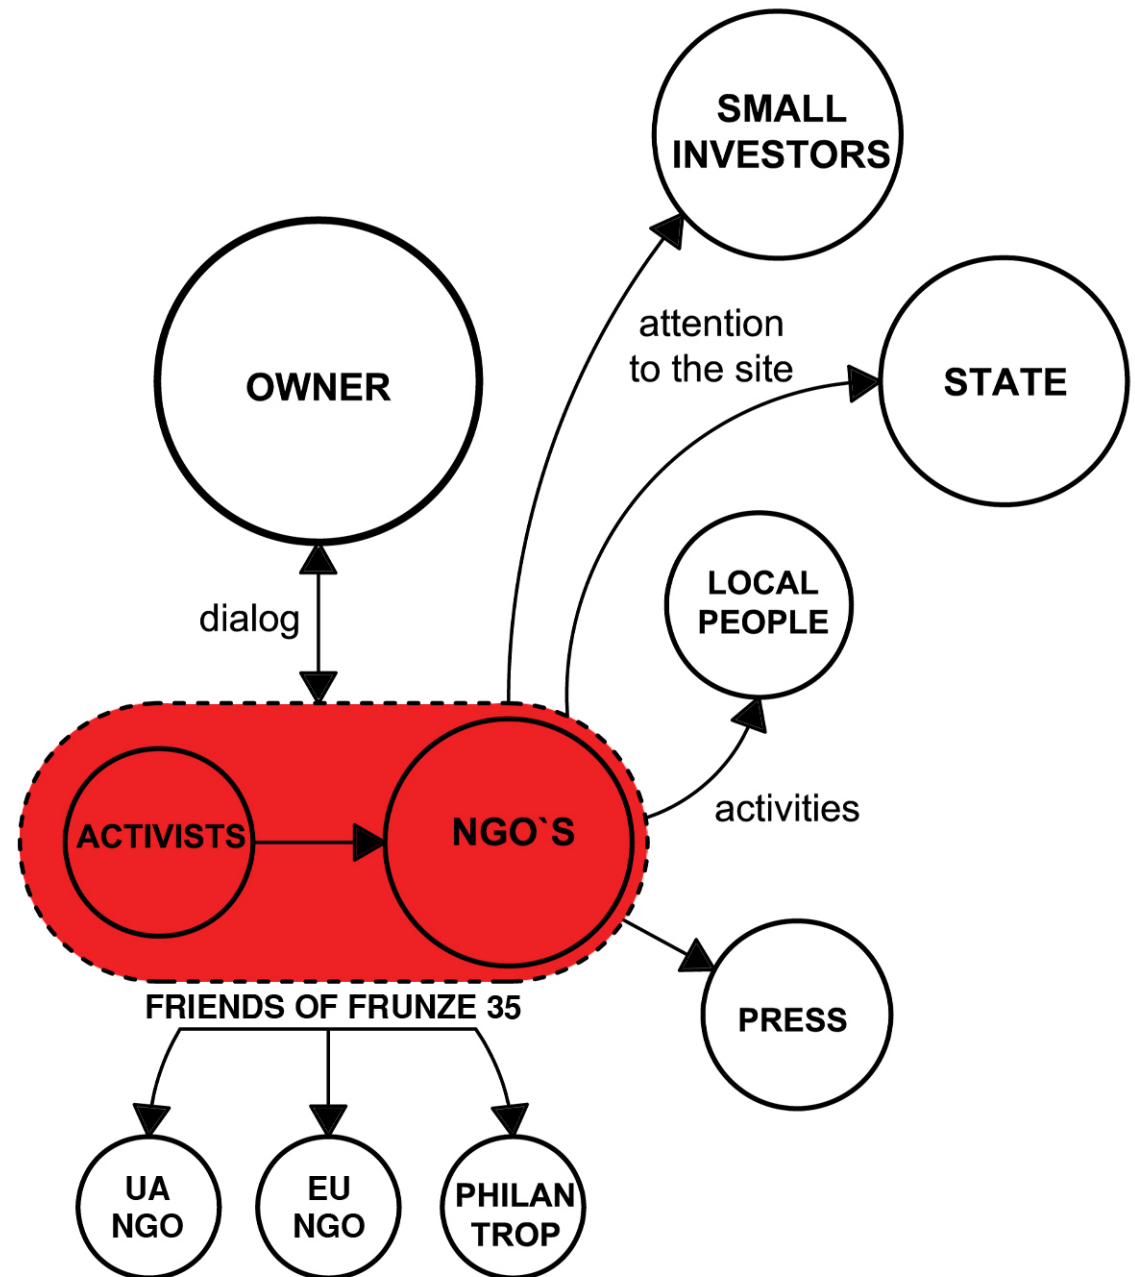 SMALL
INVESTORS
attention
to the site
STATE
OWNER
dialog
LOCAL
PEOPLE
activities
ACTIVISTS
NGO`S
PRESS
FRIENDS OF FRUNZE 35
UA
NGO
EU
NGO
PHILAN
TROP